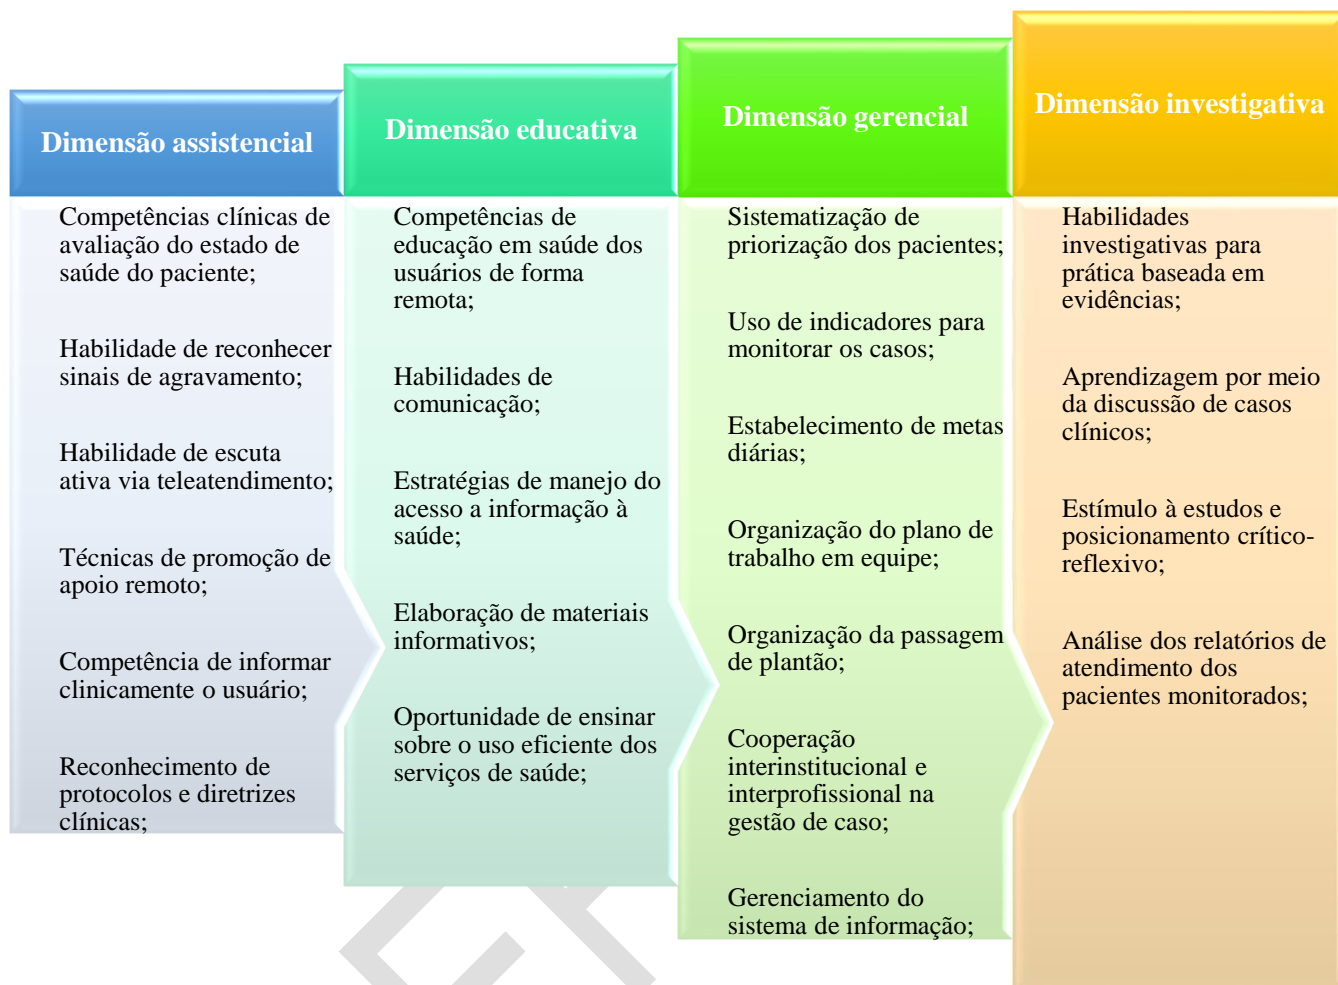 Dimensão assistencial
Competências clínicas de
avaliação do estado de
saúde do paciente;
Habilidade de reconhecer
sinais de agravamento;
Habilidade de escuta
ativa via teleatendimento;
Técnicas de promoção de
apoio remoto;
Competência de informar
clinicamente o usuário;
Reconhecimento de
protocolos e diretrizes
clínicas;
Dimensão educativa
Competências de
educação em saúde dos
usuários de forma
remota;
Habilidades de
comunicação;
Estratégias de manejo do
acesso a informação à
saúde;
Elaboração de materiais
informativos;
Oportunidade de ensinar
sobre o uso eficiente dos
serviços de saúde;
Dimensão gerencial
Sistematização de
priorização dos pacientes;
Uso de indicadores para
monitorar os casos;
Estabelecimento de metas
diárias;
Organização do plano de
trabalho em equipe;
Organização da passagem
de plantão;
Cooperação
interinstitucional e
interprofissional na
gestão de caso;
Gerenciamento do
sistema de informação;
Dimensão investigativa
Habilidades
investigativas para
prática baseada em
evidências;
Aprendizagem por meio
da discussão de casos
clínicos;
Estímulo à estudos e
posicionamento crítico-
reflexivo;
Análise dos relatórios de
atendimento dos
pacientes monitorados;